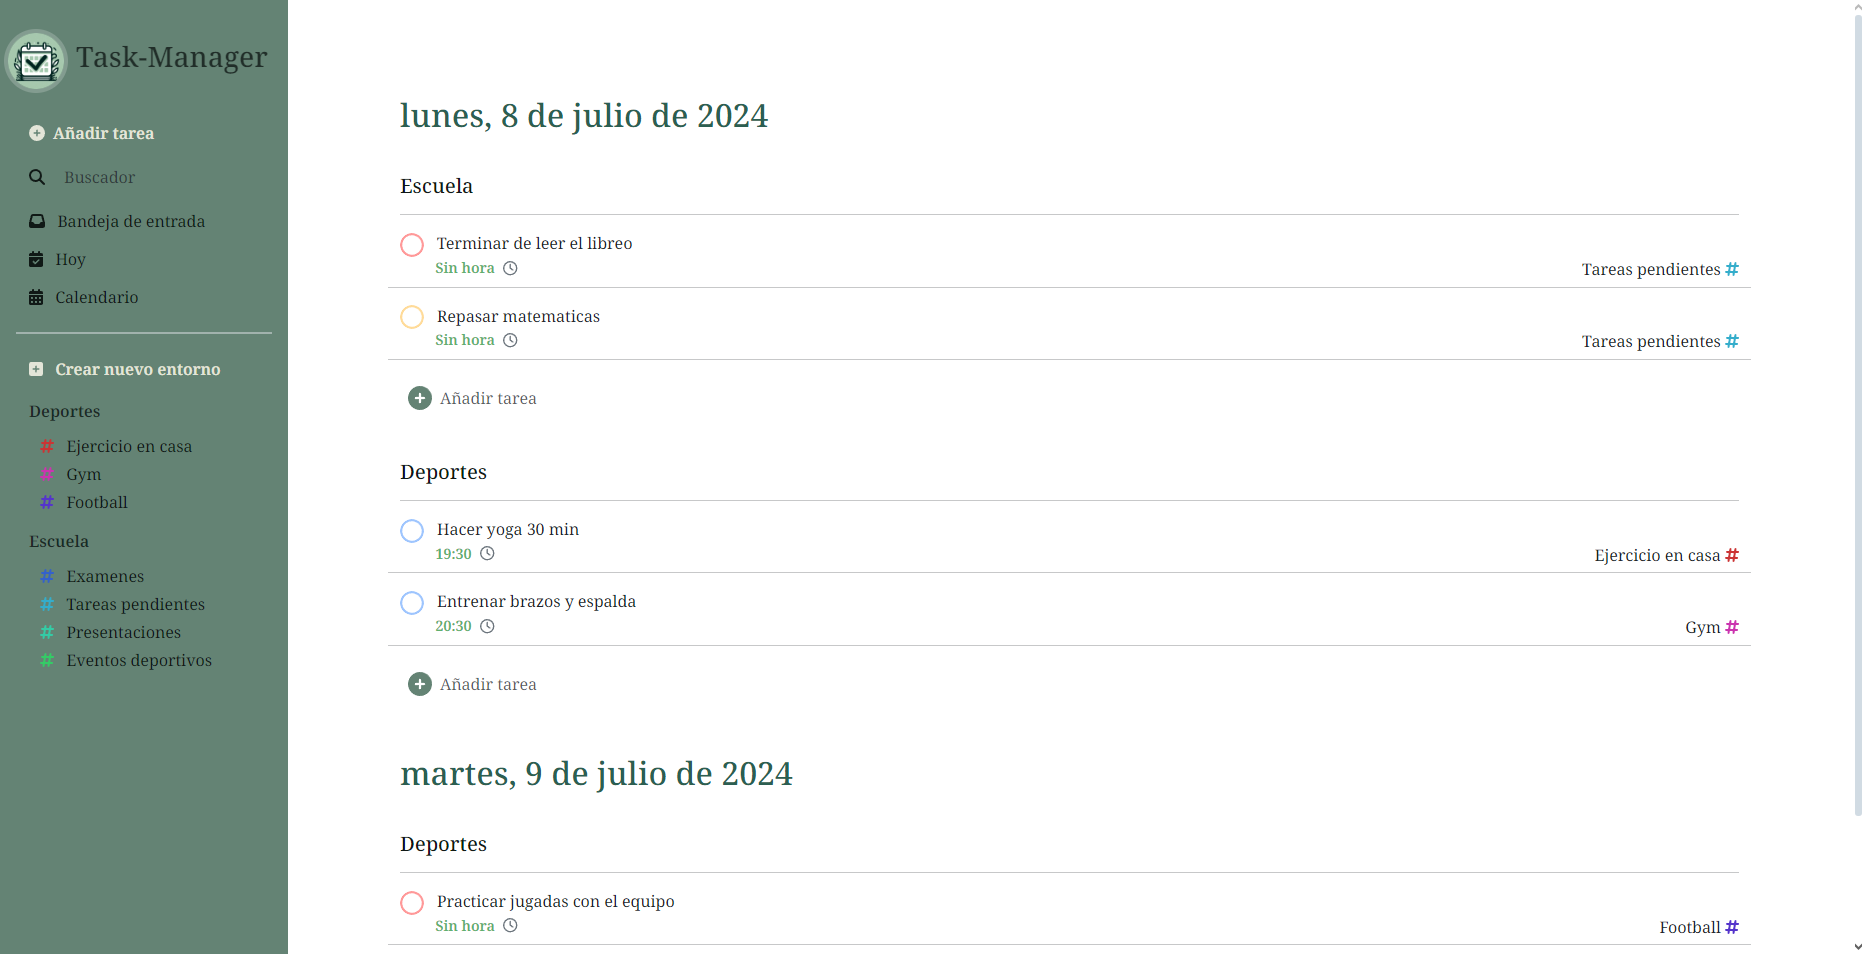 Task-Manager
Añadir tarea
Buscador
Bandeja de entrada
Hoy
Calendario
Crear nuevo entorno
Deportes
# Ejercicio en casa
# Gym
# Football
Escuela
# Examenes
# Tareas pendientes
# Presentaciones
# Eventos deportivos
lunes, 8 de julio de 2024
Escuela
Terminar de leer el libreo
Sin hora
Tareas pendientes #
Repasar matematicas
Sin hora
Tareas pendientes #
Añadir tarea
Deportes
Hacer yoga 30 min
19:30
Ejercicio en casa #
Entrenar brazos y espalda
20:30
Gym #
Añadir tarea
martes, 9 de julio de 2024
Deportes
Practicar jugadas con el equipo
Sin hora
Football #